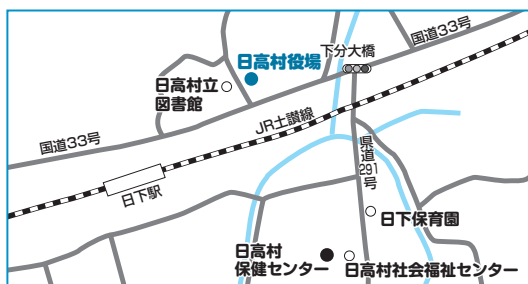 国道33号
下分大橋
日高村役場
日高村立
図書館
JR土讃線
国道33号
日下駅
県道291号
日下保育園
日高村
保健センター
日高村社会福祉センター